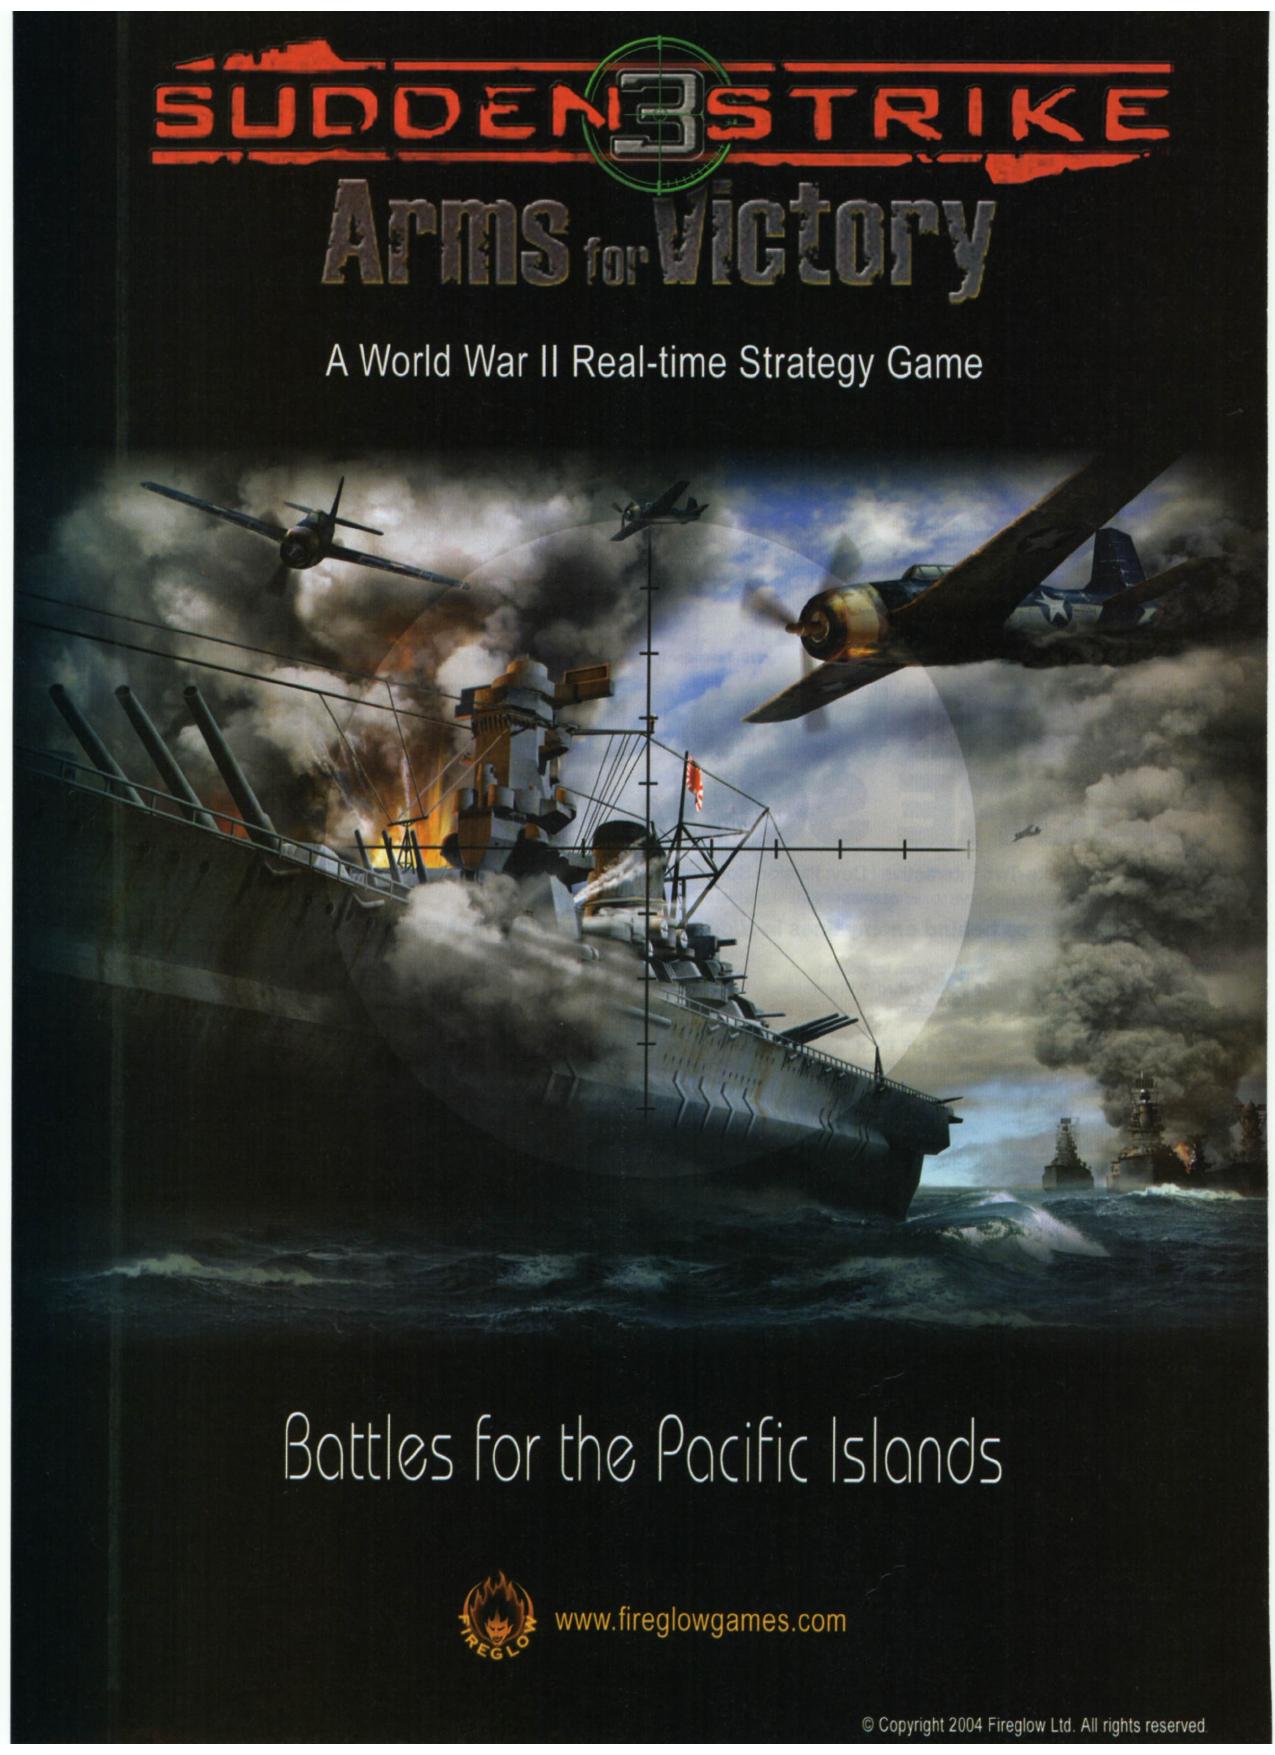 SUDDEN 3 STRIKE
Arms for Victory
A World War II Real-time Strategy Game
Battles for the Pacific Islands
FIREGLOW
www.fireglowgames.com
© Copyright 2004 Fireglow Ltd. All rights reserved.